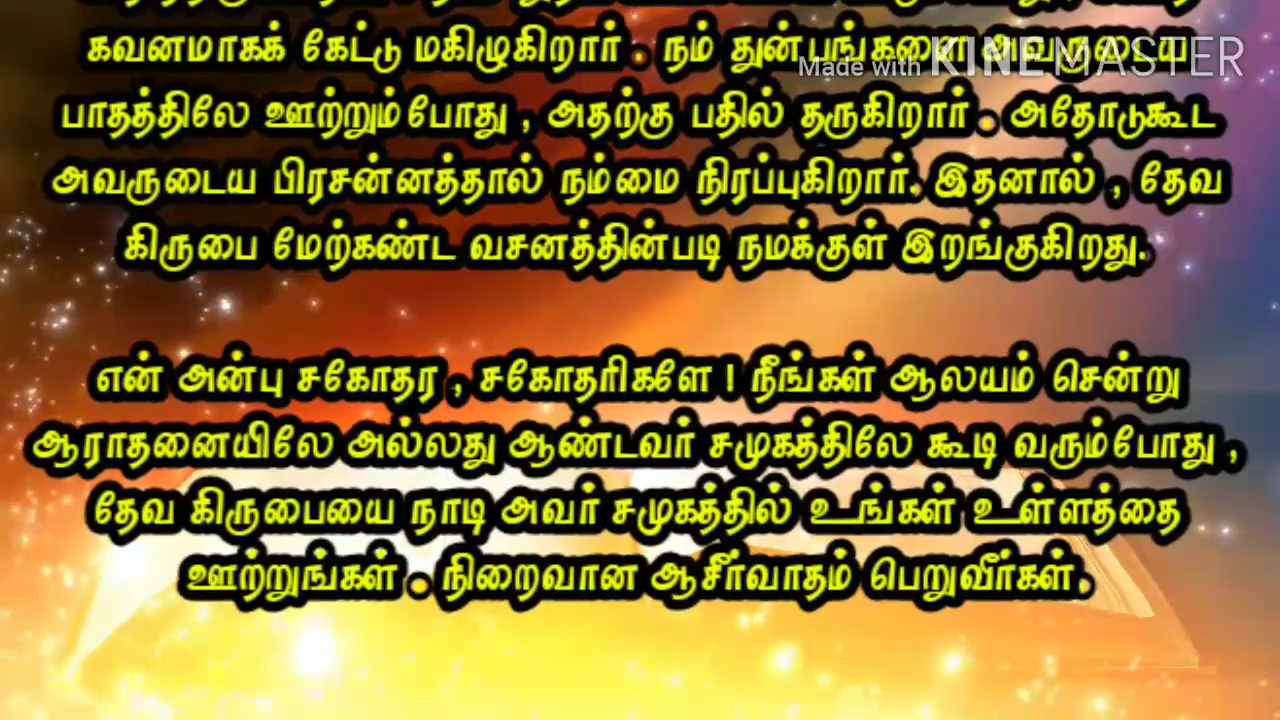 கவனமாகக் கேட்டு மகிழுகிறார் . நம் துன்பங்களை அவருடைய
Made with KINEMASTER
பாதத்திலே ஊற்றும்போது , அதற்கு பதில் தருகிறார் . அதோடுகூட
அவருடைய பிரசன்னத்தால் நம்மை நிரப்புகிறார். இதனால் , தேவ
கிருபை மேற்கண்ட வசனத்தின்படி நமக்குள் இறங்குகிறது.
என் அன்பு சகோதர , சகோதரிகளே ! நீங்கள் ஆலயம் சென்று
ஆராதனையிலே அல்லது ஆண்டவர் சமுகத்திலே கூடி வரும்போது ,
தேவ கிருபையை நாடி அவர் சமுகத்தில் உங்கள் உள்ளத்தை
ஊற்றுங்கள் . நிறைவான ஆசீர்வாதம் பெறுவீர்கள்.